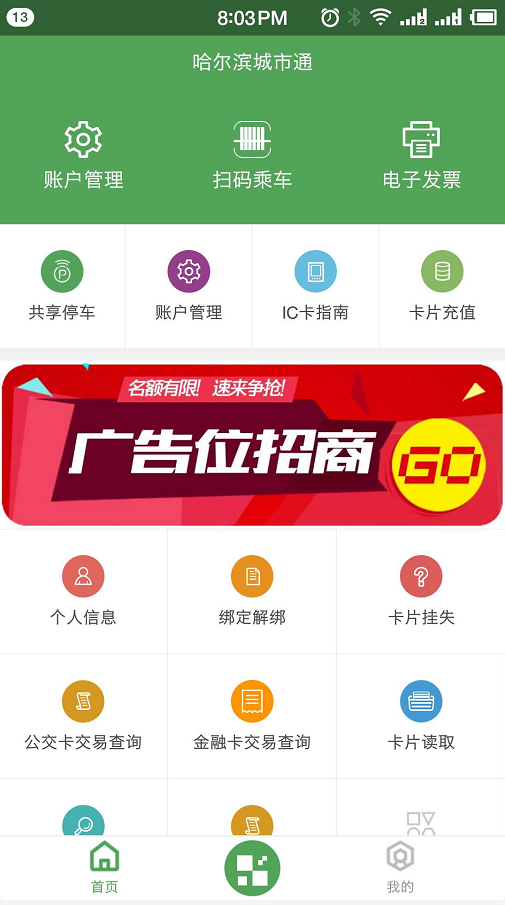 13
8:03PM
2
4
哈尔滨城市通
账户管理
扫码乘车
电子发票
P
共享停车
账户管理
IC卡指南
卡片充值
名额有限! 速来争抢!
广告位招商
GO
个人信息
绑定解绑
?
卡片挂失
公交卡交易查询
金融卡交易查询
卡片读取
首页
我的